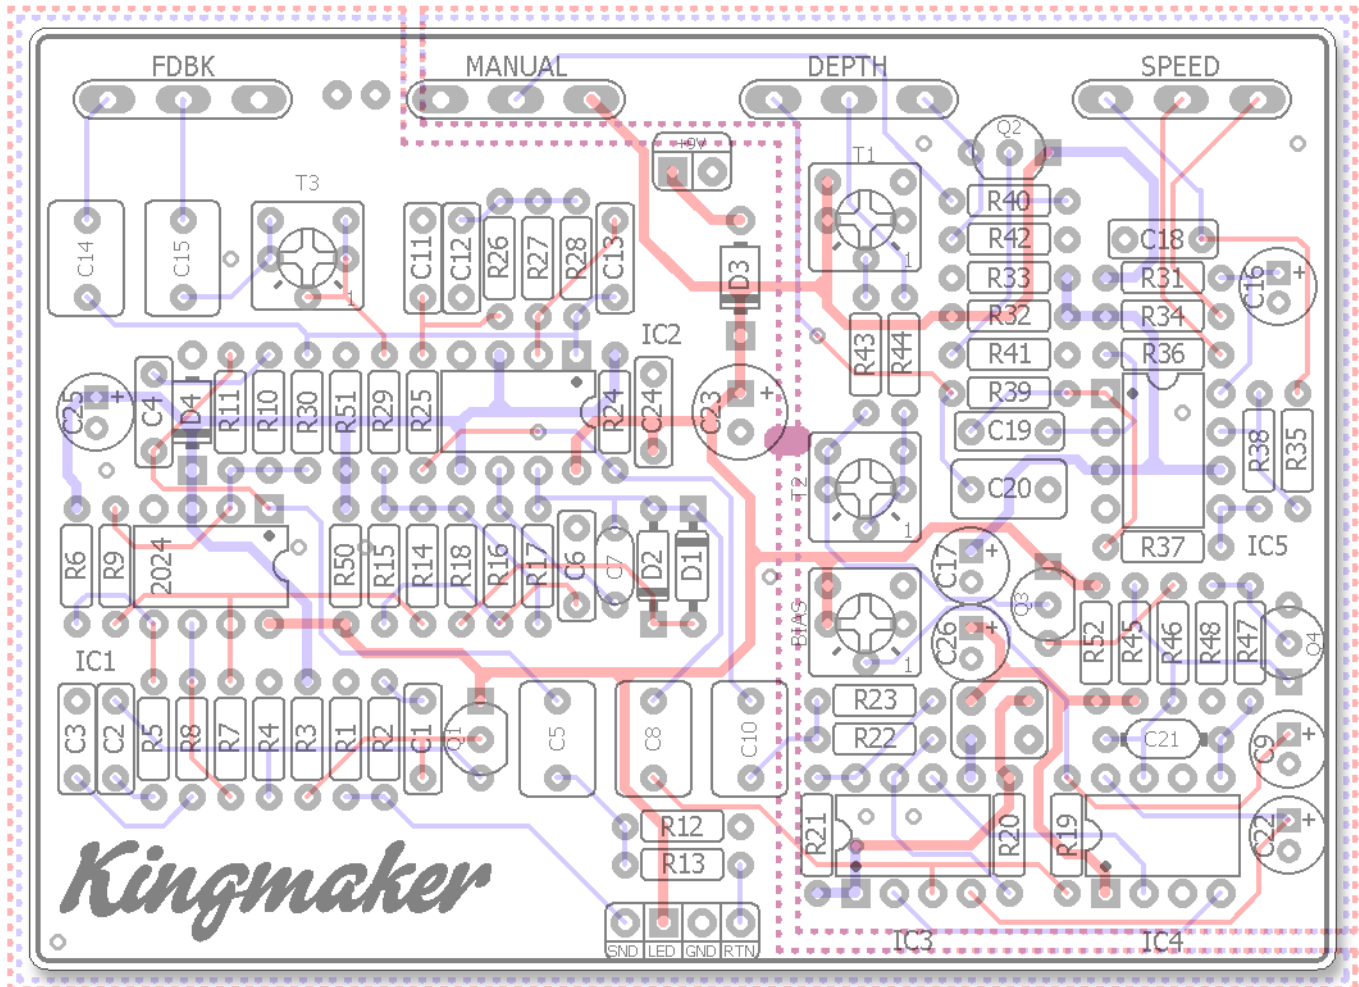 FDBK MANUAL DEPTH SPEED
+9V Q2
T3 T1
R40
C14 C15 C11 C12 R26 R27 R28 C13 R42 C18
1 D3 1 R33 R31 C16 +
R32 R34
IC2 R43 R44 R41 R36
C25 + C4 D4 R11 R10 R30 R51 R29 R25 R24 C24 C23 + R39
C19 R38 R35
T2 C20
1
R6 R9 2024 R50 R15 R14 R18 R16 R17 C6 C7 D2 D1 C17 + R37 IC5
Q3
BIAS C26 + R52 R45 R46 R48 R47 Q4
IC1 1
C3 C2 R5 R8 R7 R4 R3 R1 R2 C1 Q1 C5 C8 C10 R23
R22 C21 C9 +
R12 R21 R20 R19 C22 +
R13
Kingmaker
SND LED GND RTN IC3 IC4